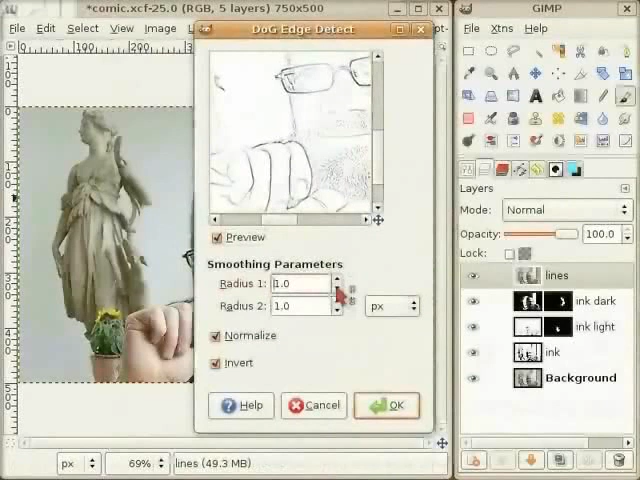 *comic.xcf-25.0 (RGB, 5 layers) 750x500
GIMP
File Edit Select View Image
DoG Edge Detect
File Xtns Help
100 200
Preview
Smoothing Parameters
Radius 1: 1.0
Radius 2: 1.0 px
Normalize
Invert
Help Cancel OK
Layers
Mode: Normal
Opacity: 100.0
Lock:
lines
ink dark
ink light
ink
Background
px 69% lines (49.3 MB)